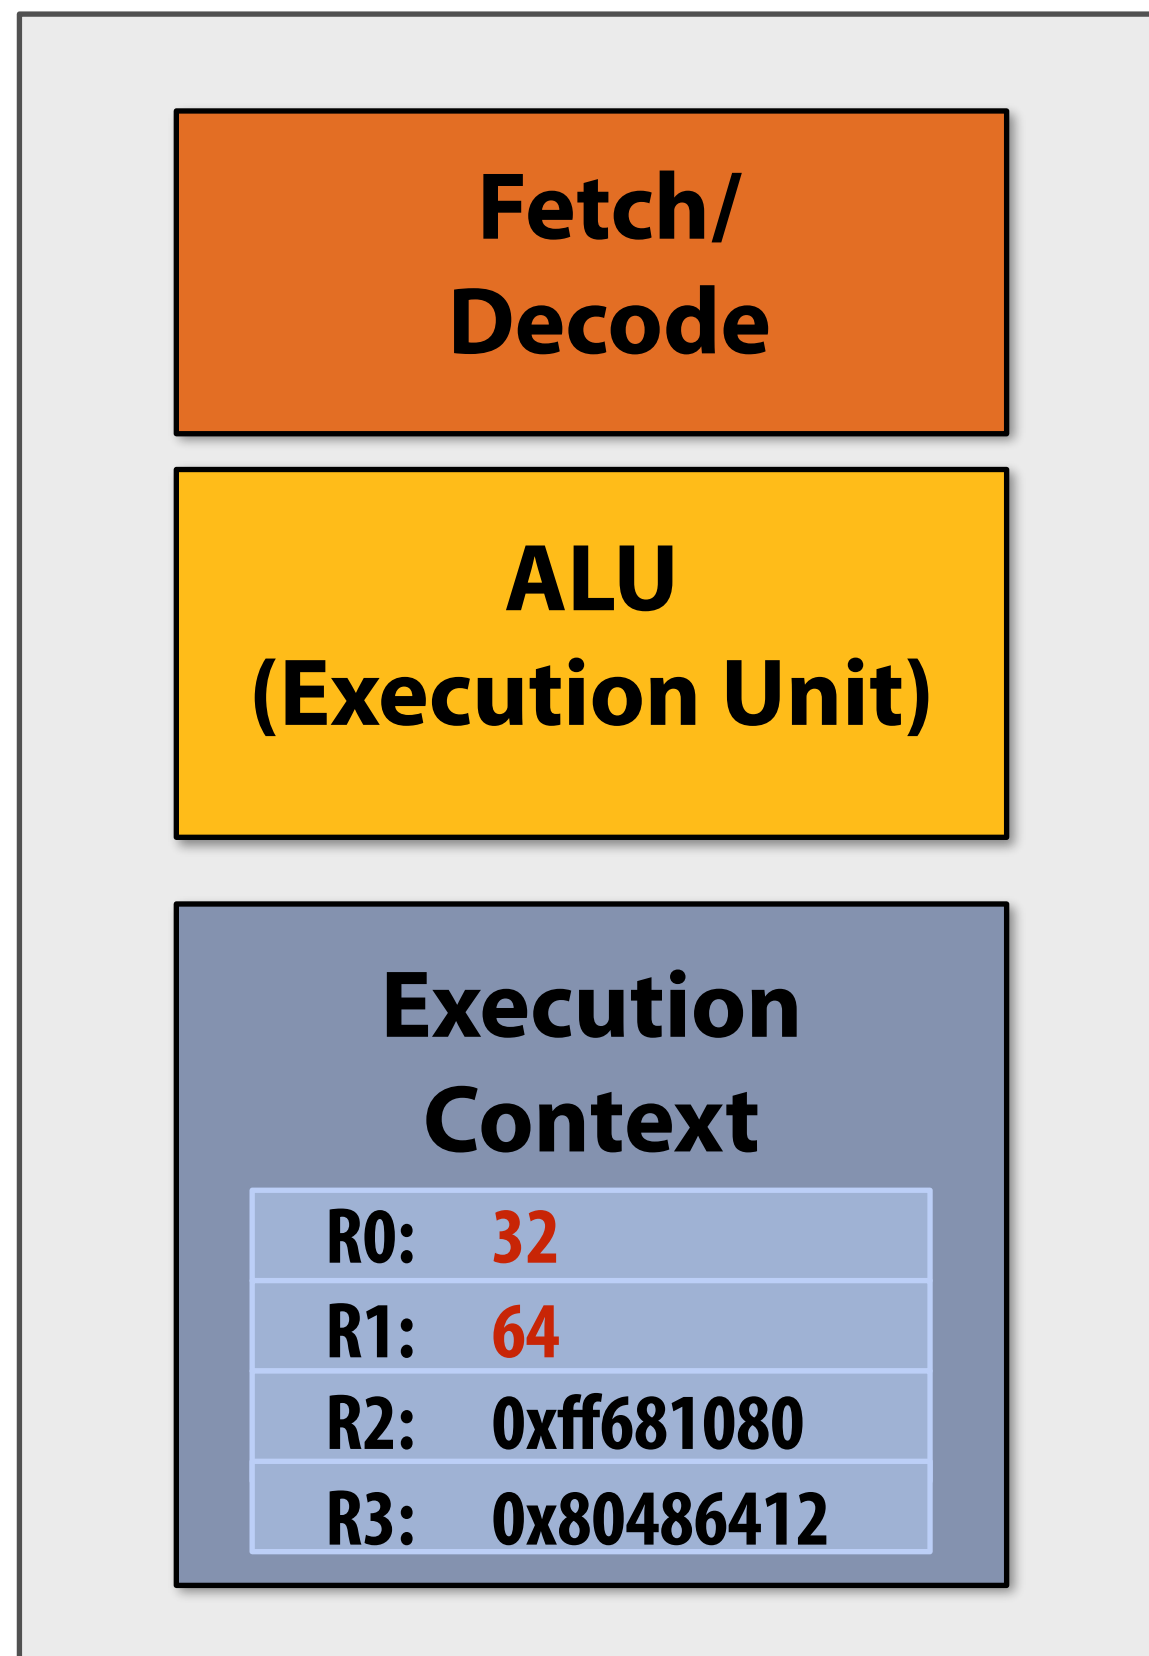 Fetch/
Decode
ALU
(Execution Unit)
Execution
Context
R0: 32
R1: 64
R2: 0xff681080
R3: 0x80486412